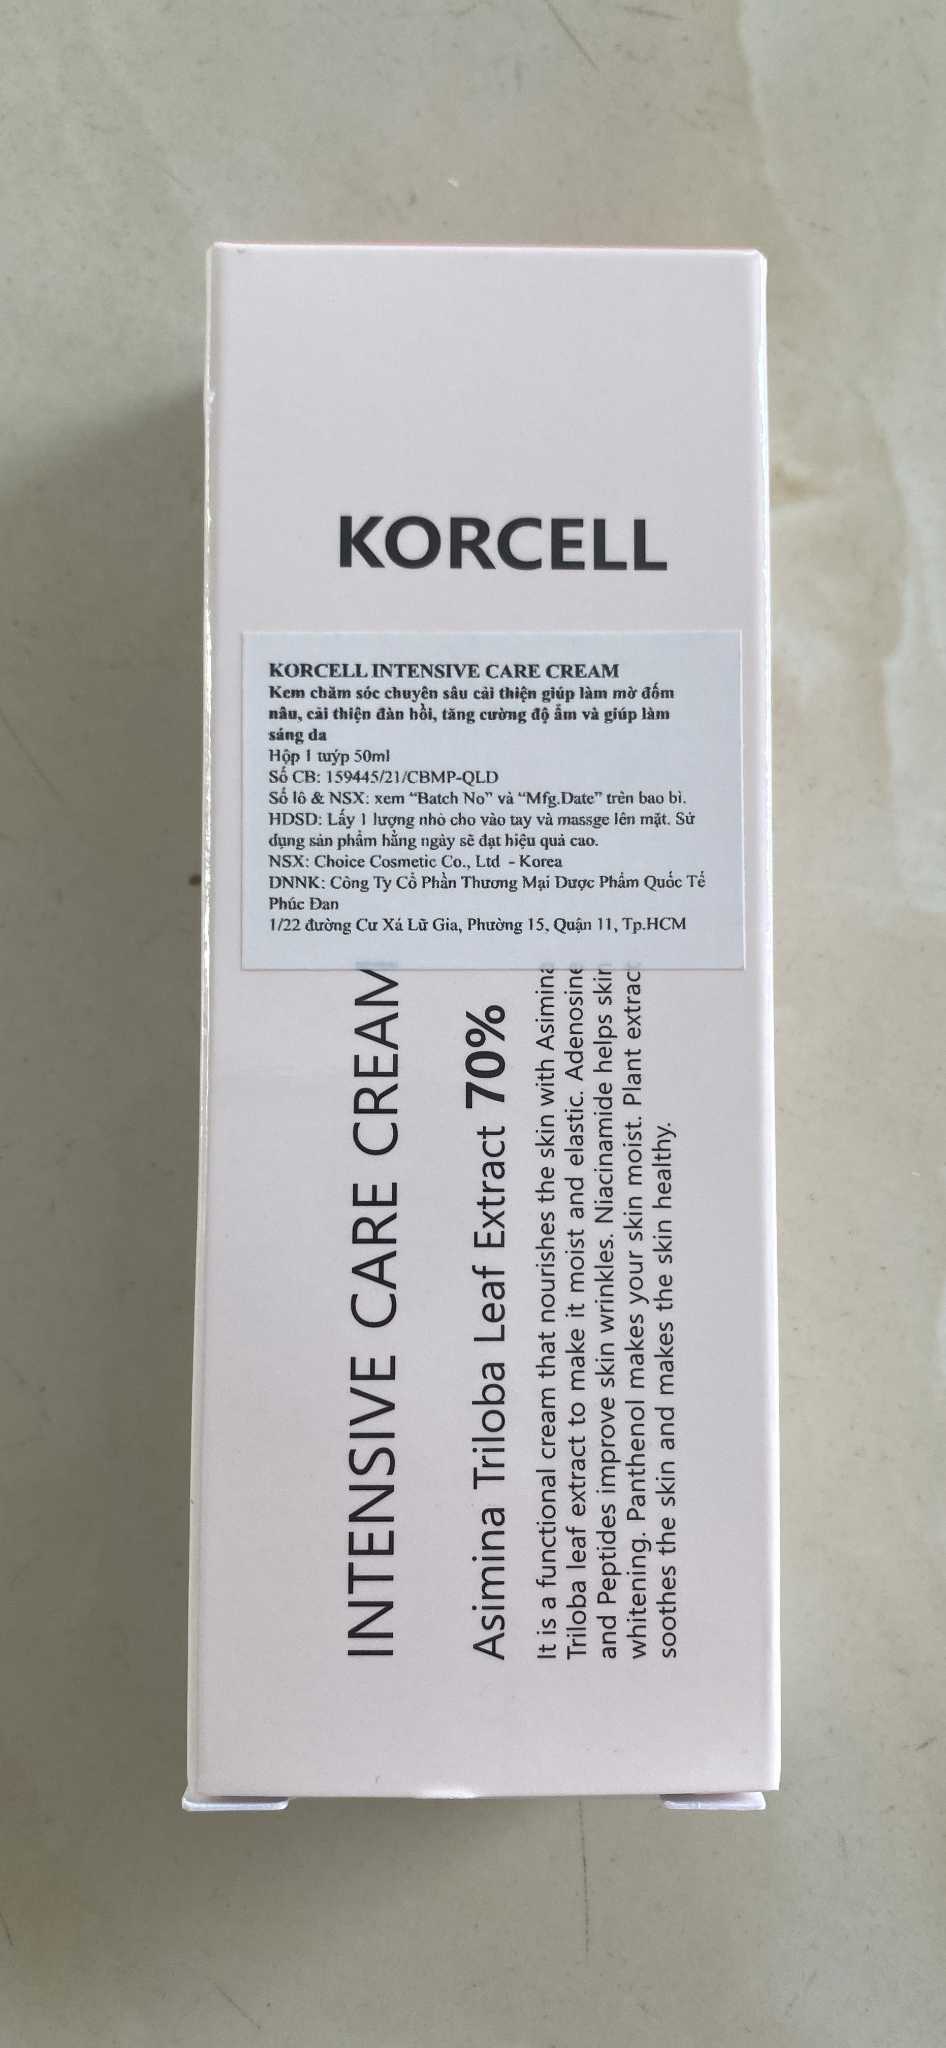 KORCELL
KORCELL INTENSIVE CARE CREAM
Kem chăm sóc chuyên sâu cải thiện giúp làm mờ đốm
nâu, cải thiện đàn hồi, tăng cường độ ẩm và giúp làm
sáng da
Hộp 1 tuýp 50ml
Số CB: 159445/21/CBMP-QLD
Số lô & NSX: xem “Batch No” và “Mfg.Date” trên bao bì.
HDSD: Lấy 1 lượng nhỏ cho vào tay và massge lên mặt. Sử
dụng sản phẩm hằng ngày sẽ đạt hiệu quả cao.
NSX: Choice Cosmetic Co., Ltd - Korea
DNNK: Công Ty Cổ Phần Thương Mại Dược Phẩm Quốc Tế
Phúc Đan
1/22 đường Cư Xá Lữ Gia, Phường 15, Quận 11, Tp.HCM
INTENSIVE CARE CREAM
Asimina Triloba Leaf Extract 70%
It is a functional cream that nourishes the skin with Asimina
Triloba leaf extract to make it moist and elastic. Adenosine
and Peptides improve skin wrinkles. Niacinamide helps skin
whitening. Panthenol makes your skin moist. Plant extract
soothes the skin and makes the skin healthy.